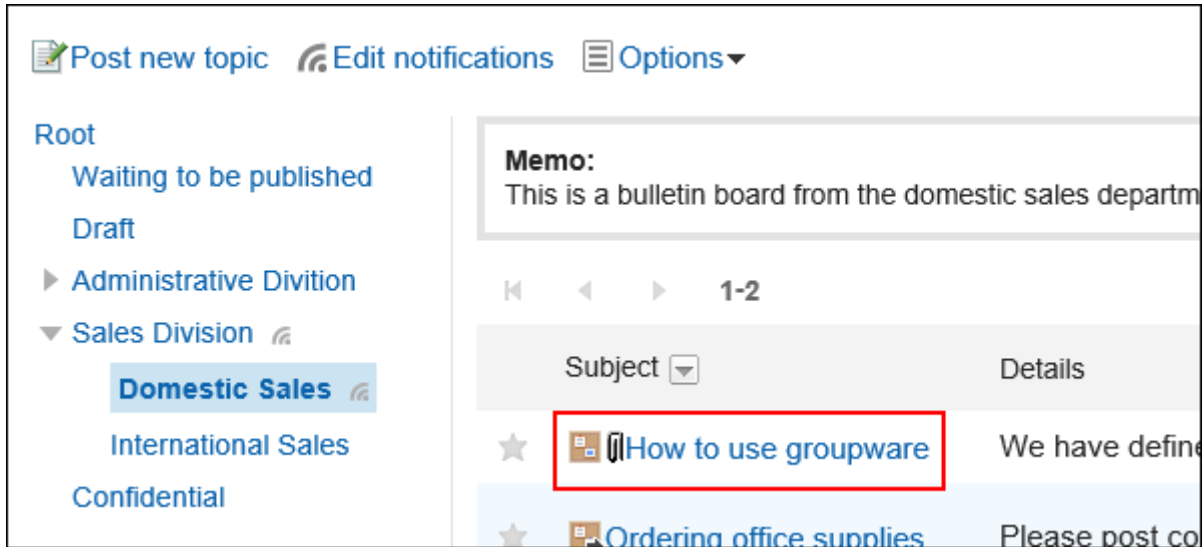 Post new topic Edit notifications Options
Root
Waiting to be published
Draft
Administrative Divition
Sales Division
Domestic Sales
International Sales
Confidential
Memo:
This is a bulletin board from the domestic sales departm
1-2
Subject Details
How to use groupware We have define
Ordering office supplies Please post co